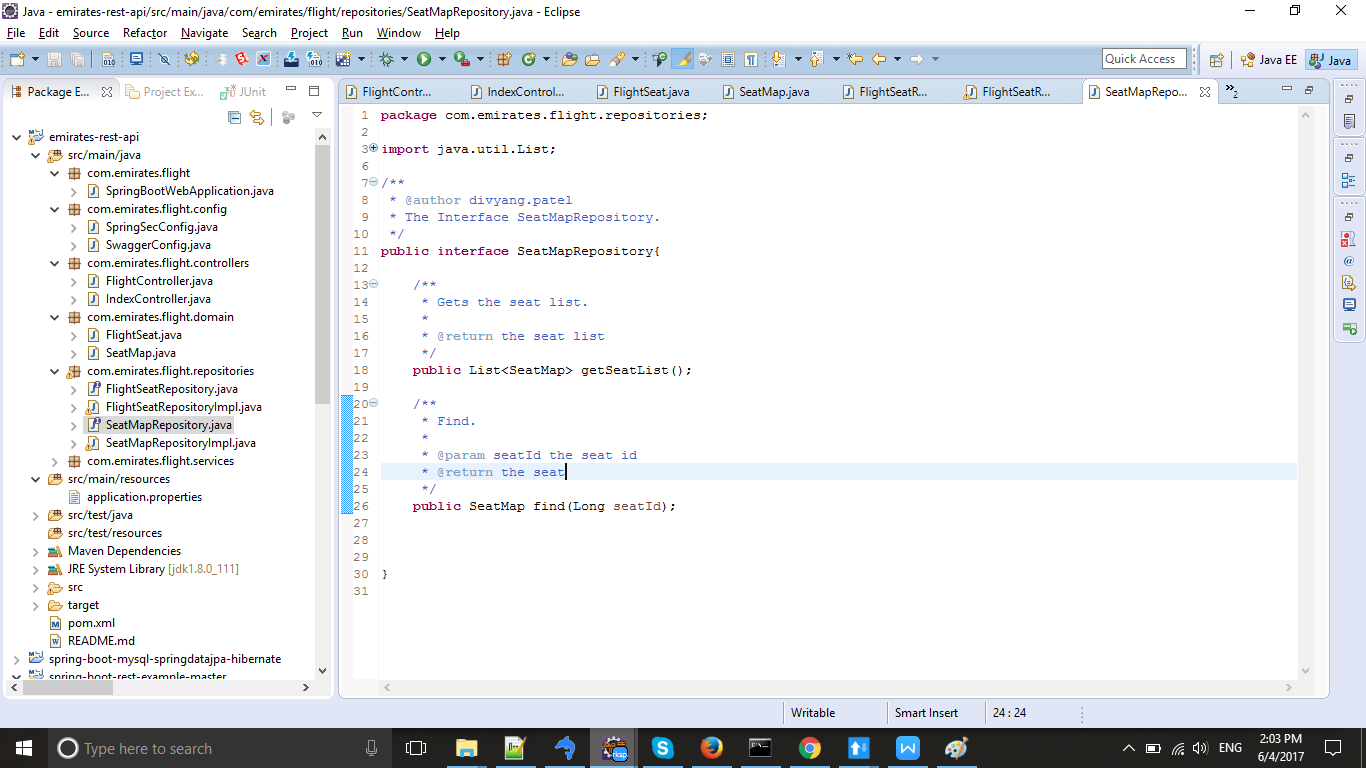 Java - emirates-rest-api/src/main/java/com/emirates/flight/repositories/SeatMapRepository.java - Eclipse
File Edit Source Refactor Navigate Search Project Run Window Help
Quick Access Java EE Java
Package E... Project Ex... JUnit
FlightContr... IndexControl... FlightSeat.java SeatMap.java FlightSeatR... FlightSeatR... SeatMapRepo... »2
emirates-rest-api
src/main/java
com.emirates.flight
SpringBootWebApplication.java
com.emirates.flight.config
SpringSecConfig.java
SwaggerConfig.java
com.emirates.flight.controllers
FlightController.java
IndexController.java
com.emirates.flight.domain
FlightSeat.java
SeatMap.java
com.emirates.flight.repositories
FlightSeatRepository.java
FlightSeatRepositoryImpl.java
SeatMapRepository.java
SeatMapRepositoryImpl.java
com.emirates.flight.services
src/main/resources
application.properties
src/test/java
src/test/resources
Maven Dependencies
JRE System Library [jdk1.8.0_111]
src
target
pom.xml
README.md
spring-boot-mysql-springdatajpa-hibernate
spring-boot-rest-example-master
1 package com.emirates.flight.repositories;
2
3 import java.util.List;
6
7 /**
8 * @author divyang.patel
9 * The Interface SeatMapRepository.
10 */
11 public interface SeatMapRepository{
12
13 /**
14 * Gets the seat list.
15 *
16 * @return the seat list
17 */
18 public List<SeatMap> getSeatList();
19
20 /**
21 * Find.
22 *
23 * @param seatId the seat id
24 * @return the seat
25 */
26 public SeatMap find(Long seatId);
27
28
29
30 }
31
Writable Smart Insert 24 : 24
Type here to search
ENG
2:03 PM
6/4/2017